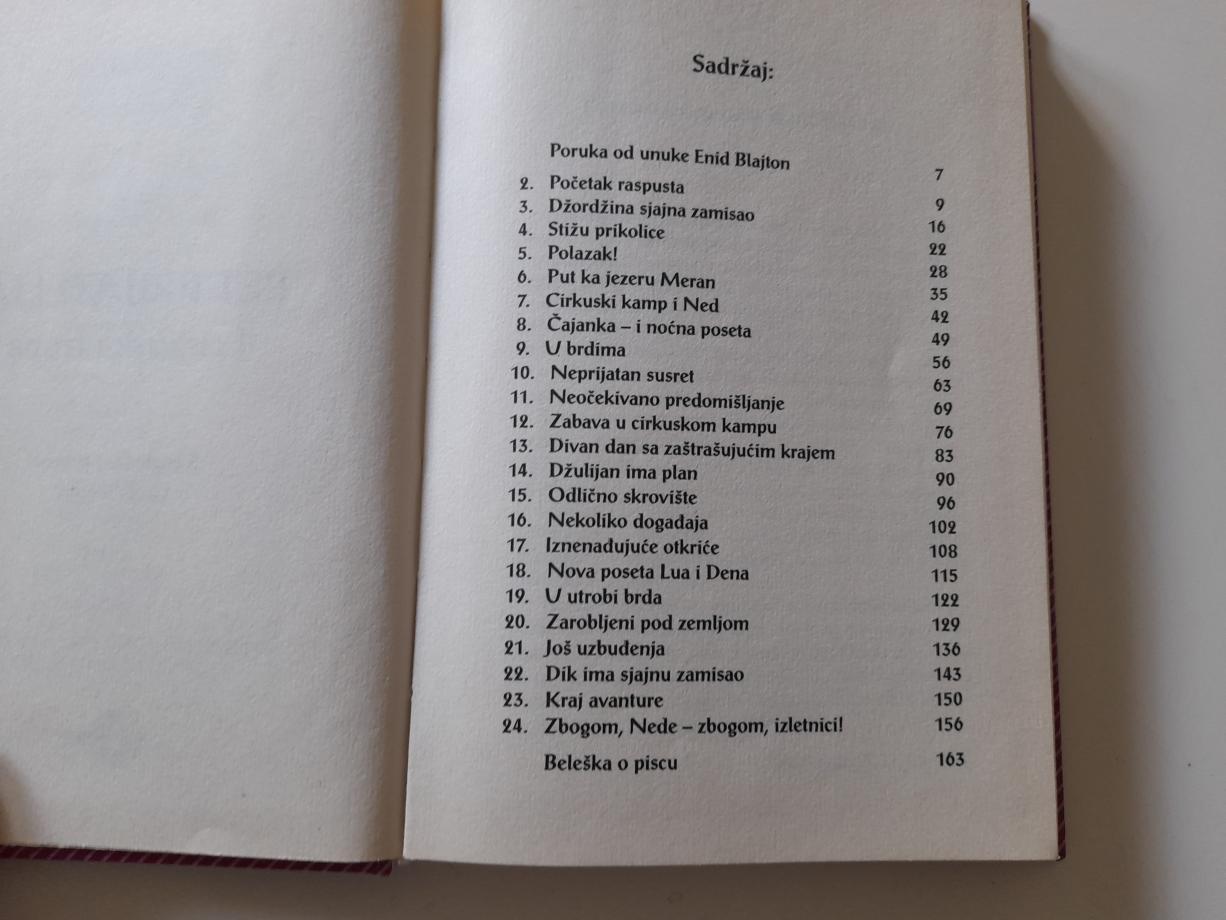 Sadržaj:
Poruka od unuke Enid Blajton 7
2. Početak raspusta 9
3. Džordžina sjajna zamisao 16
4. Stižu prikolice 22
5. Polazak! 28
6. Put ka jezeru Meran 35
7. Cirkuski kamp i Ned 42
8. Čajanka – i noćna poseta 49
9. U brdima 56
10. Neprijatan susret 63
11. Neočekivano predomišljanje 69
12. Zabava u cirkuskom kampu 76
13. Divan dan sa zaštrašujućim krajem 83
14. Džulijan ima plan 90
15. Odlično skrovište 96
16. Nekoliko događaja 102
17. Iznenađujuće otkriće 108
18. Nova poseta Lua i Dena 115
19. U utrobi brda 122
20. Zarobljeni pod zemljom 129
21. Još uzbuđenja 136
22. Dik ima sjajnu zamisao 143
23. Kraj avanture 150
24. Zbogom, Nede – zbogom, izletnici! 156
Beleška o piscu 163